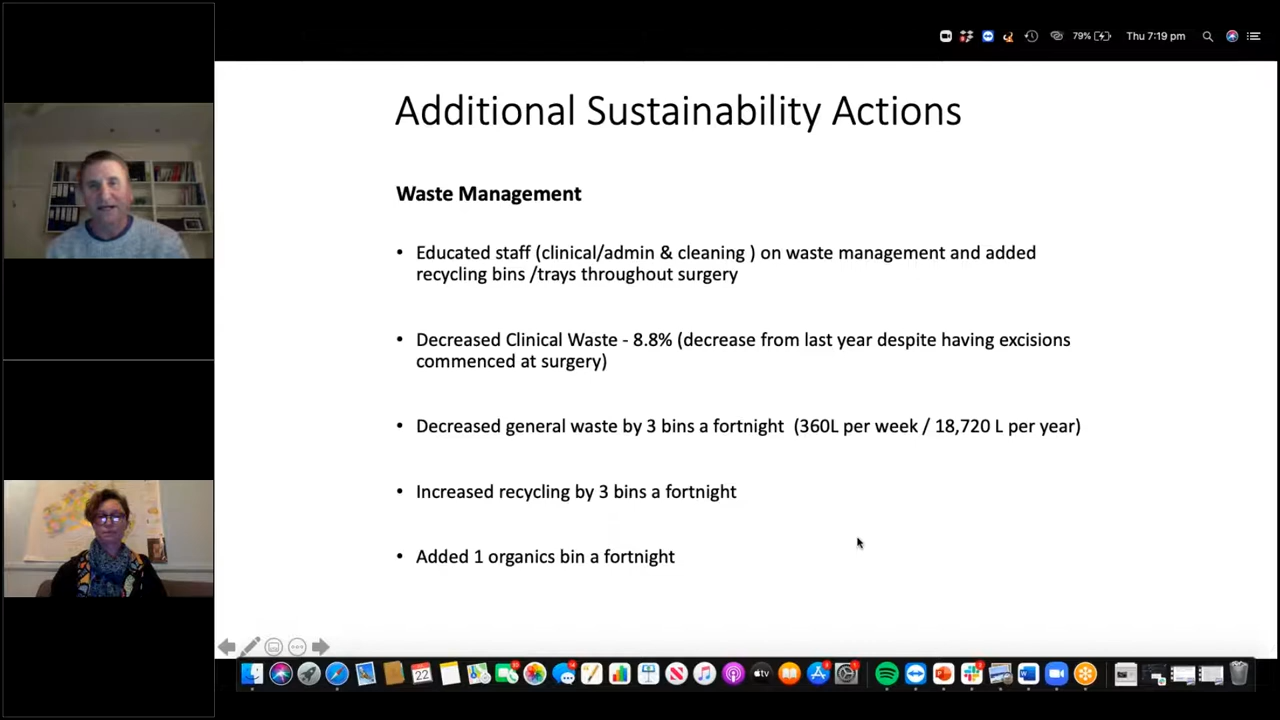 79%
Thu 7:19 pm
Additional Sustainability Actions
Waste Management
• Educated staff (clinical/admin & cleaning ) on waste management and added
recycling bins /trays throughout surgery
• Decreased Clinical Waste - 8.8% (decrease from last year despite having excisions
commenced at surgery)
• Decreased general waste by 3 bins a fortnight  (360L per week / 18,720 L per year)
• Increased recycling by 3 bins a fortnight
• Added 1 organics bin a fortnight
22
tv